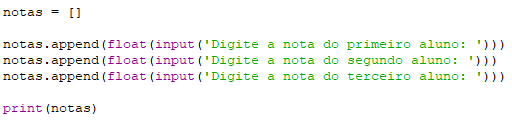 notas = []
notas.append(float(input('Digite a nota do primeiro aluno: ')))
notas.append(float(input('Digite a nota do segundo aluno: ')))
notas.append(float(input('Digite a nota do terceiro aluno: ')))
print(notas)